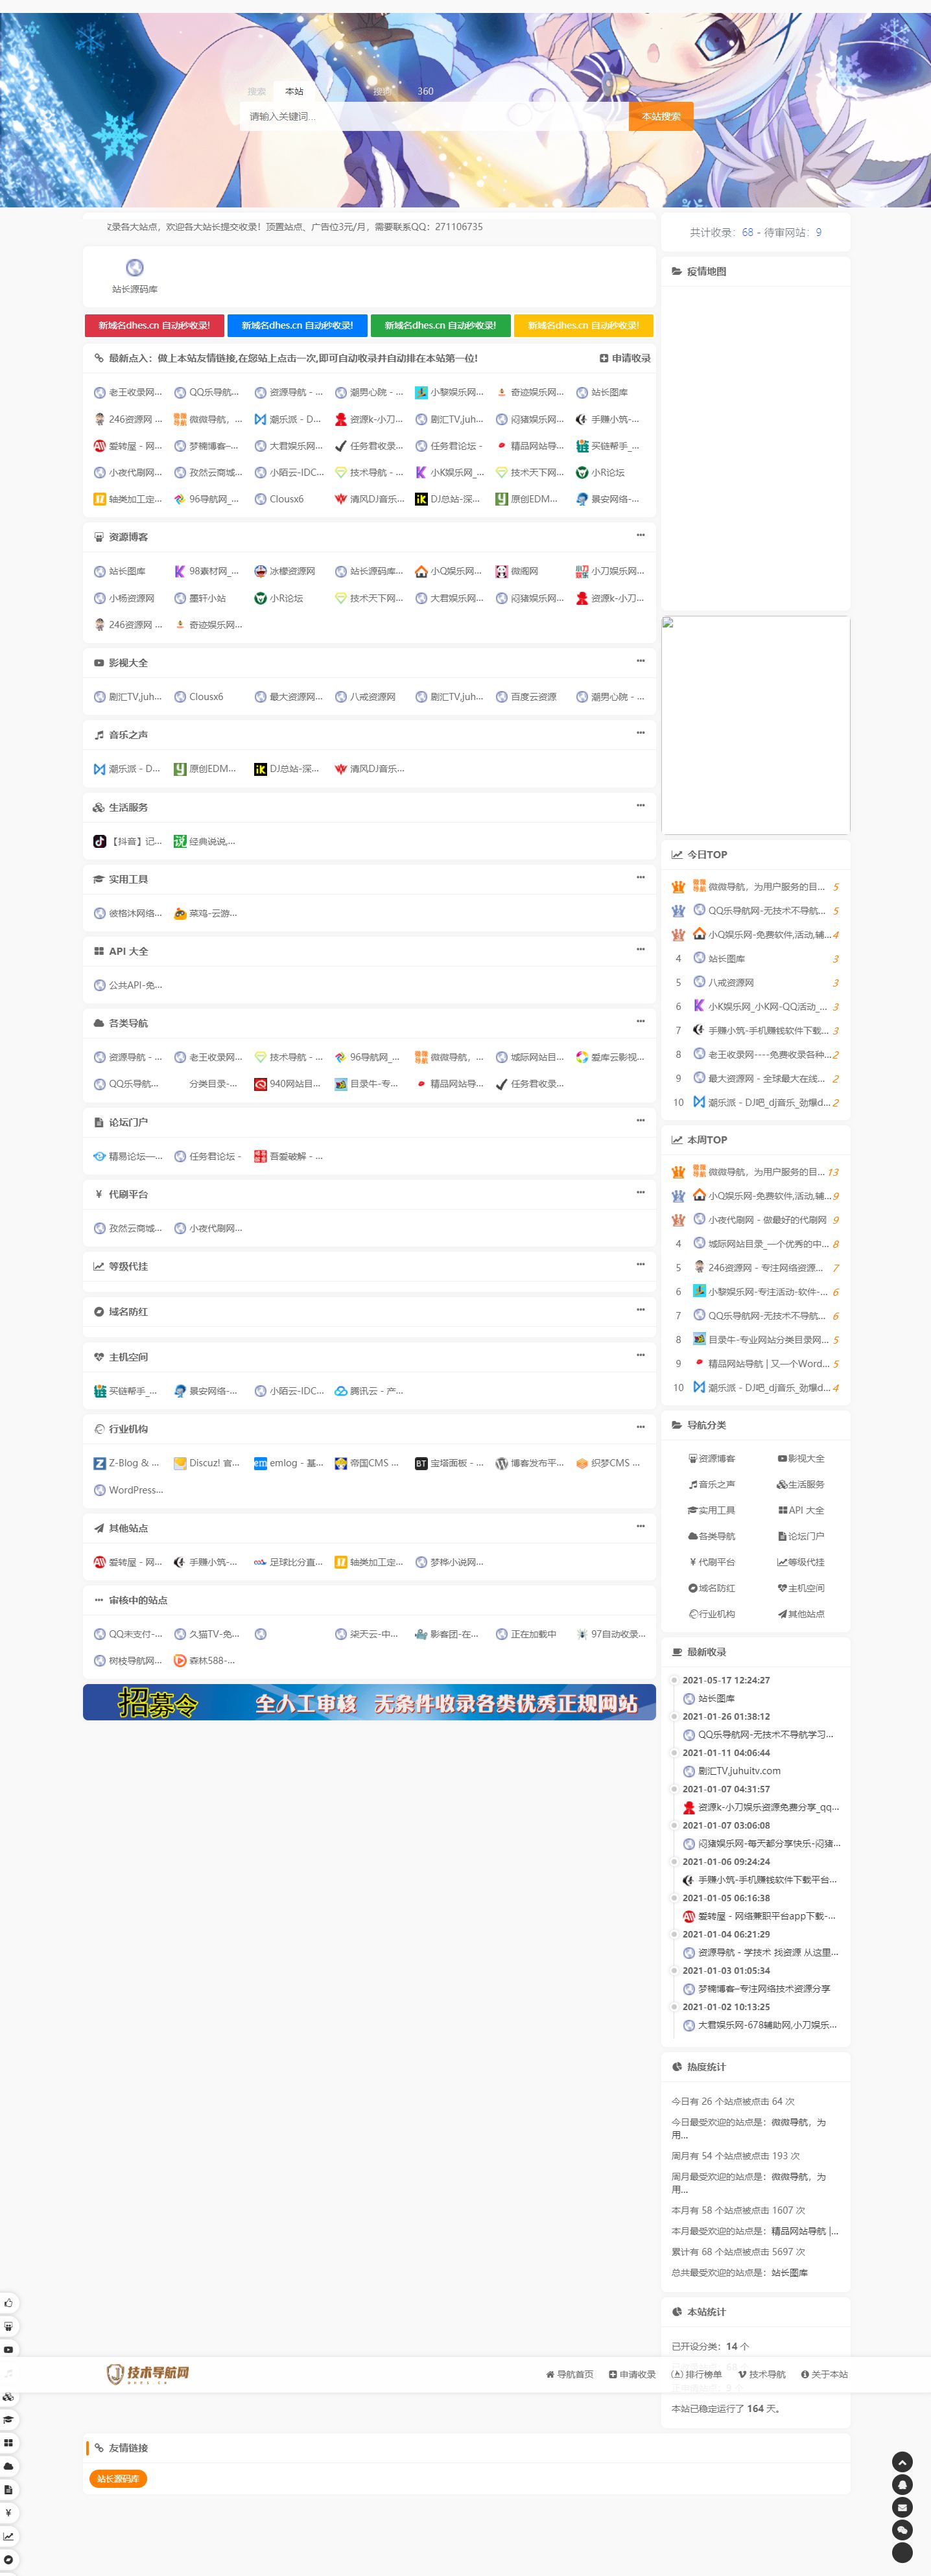 搜索 本站 搜狗 360
请输入关键词... 本站搜索
录各大站点，欢迎各大站长提交收录！顶置站点、广告位3元/月，需要联系QQ：271106735
共计收录：68 - 待审网站：9
疫情地图
站长源码库
新域名dhes.cn 自动秒收录! 新域名dhes.cn 自动秒收录! 新域名dhes.cn 自动秒收录! 新域名dhes.cn 自动秒收录!
最新点入：做上本站友情链接,在您站上点击一次,即可自动收录并自动排在本站第一位! 申请收录
老王收录网... QQ乐导航... 资源导航 - ... 潮男心院 - ... 小黎娱乐网... 奇迹娱乐网... 站长图库
246资源网 ... 微微导航，... 潮乐派 - D... 资源k-小刀... 剧汇TV,juh... 闷猪娱乐网... 手赚小筑-...
爱转屋 - 网... 梦楠博客–... 大君娱乐网... 任务君收录... 任务君论坛 - 精品网站导... 买链帮手_...
小夜代刷网... 孜然云商城... 小陌云-IDC... 技术导航 - ... 小K娱乐网_... 技术天下网... 小R论坛
轴类加工定... 96导航网_... Clousx6 清风DJ音乐... DJ总站-深... 原创EDM... 景安网络-...
资源博客
站长图库 98素材网_... 冰檬资源网 站长源码库... 小Q娱乐网... 微阁网 小刀娱乐网...
小杨资源网 墨轩小站 小R论坛 技术天下网... 大君娱乐网... 闷猪娱乐网... 资源k-小刀...
246资源网 ... 奇迹娱乐网...
影视大全
剧汇TV,juh... Clousx6 最大资源网... 八戒资源网 剧汇TV,juh... 百度云资源 潮男心院 - ...
音乐之声
潮乐派 - D... 原创EDM... DJ总站-深... 清风DJ音乐...
生活服务
【抖音】记... 经典说说,...
实用工具
彼格沐网络... 菜鸡-云游...
API 大全
公共API-免...
各类导航
资源导航 - ... 老王收录网... 技术导航 - ... 96导航网_... 微微导航，... 城际网站目... 爱库云影视...
QQ乐导航... 分类目录-... 940网站目... 目录牛-专... 精品网站导... 任务君收录...
论坛门户
精易论坛—... 任务君论坛 - 吾爱破解 - ...
代刷平台
孜然云商城... 小夜代刷网...
等级代挂
域名防红
主机空间
买链帮手_... 景安网络-... 小陌云-IDC... 腾讯云 - 产...
行业机构
Z-Blog & ... Discuz! 官... emlog - 基... 帝国CMS ... 宝塔面板 - ... 博客发布平... 织梦CMS ...
WordPress...
其他站点
爱转屋 - 网... 手赚小筑-... 足球比分直... 轴类加工定... 梦桦小说网...
审核中的站点
QQ末支付-... 久猫TV-免... 柒天云-中... 影客团-在... 正在加载中 97自动收录...
树枝导航网... 森林588-...
招募令 全人工审核 无条件收录各类优秀正规网站
今日TOP
微微导航，为用户服务的目... 5
QQ乐导航网-无技术不导航... 5
小Q娱乐网-免费软件,活动,辅... 4
4 站长图库 3
5 八戒资源网 3
6 小K娱乐网_小K网-QQ活动_... 3
7 手赚小筑-手机赚钱软件下载... 3
8 老王收录网----免费收录各种... 2
9 最大资源网 - 全球最大在线... 2
10 潮乐派 - DJ吧_dj音乐_劲爆d... 2
本周TOP
微微导航，为用户服务的目... 13
小Q娱乐网-免费软件,活动,辅... 9
小夜代刷网 - 做最好的代刷网 9
4 城际网站目录_一个优秀的中... 8
5 246资源网 - 专注网络资源... 7
6 小黎娱乐网-专注活动-软件-... 6
7 QQ乐导航网-无技术不导航... 6
8 目录牛-专业网站分类目录网... 5
9 精品网站导航 | 又一个Word... 5
10 潮乐派 - DJ吧_dj音乐_劲爆d... 4
导航分类
资源博客 影视大全
音乐之声 生活服务
实用工具 API 大全
各类导航 论坛门户
代刷平台 等级代挂
域名防红 主机空间
行业机构 其他站点
最新收录
2021-05-17 12:24:27
站长图库
2021-01-26 01:38:12
QQ乐导航网-无技术不导航学习...
2021-01-11 04:06:44
剧汇TV,juhuitv.com
2021-01-07 04:31:57
资源k-小刀娱乐资源免费分享_qq...
2021-01-07 03:06:08
闷猪娱乐网-每天都分享快乐-闷猪...
2021-01-06 09:24:24
手赚小筑-手机赚钱软件下载平台...
2021-01-05 06:16:38
爱转屋 - 网络兼职平台app下载-...
2021-01-04 06:21:29
资源导航 - 学技术 找资源 从这里...
2021-01-03 01:05:34
梦楠博客–专注网络技术资源分享
2021-01-02 10:13:25
大君娱乐网-678辅助网,小刀娱乐...
热度统计
今日有 26 个站点被点击 64 次
今日最受欢迎的站点是：微微导航，为
用...
周月有 54 个站点被点击 193 次
周月最受欢迎的站点是：微微导航，为
用...
本月有 58 个站点被点击 1607 次
本月最受欢迎的站点是：精品网站导航 |...
累计有 68 个站点被点击 5697 次
总共最受欢迎的站点是：站长图库
本站统计
已开设分类：14 个
技术导航网 导航首页 申请收录 排行榜单 技术导航 关于本站
本站已稳定运行了 164 天。
友情链接
站长源码库